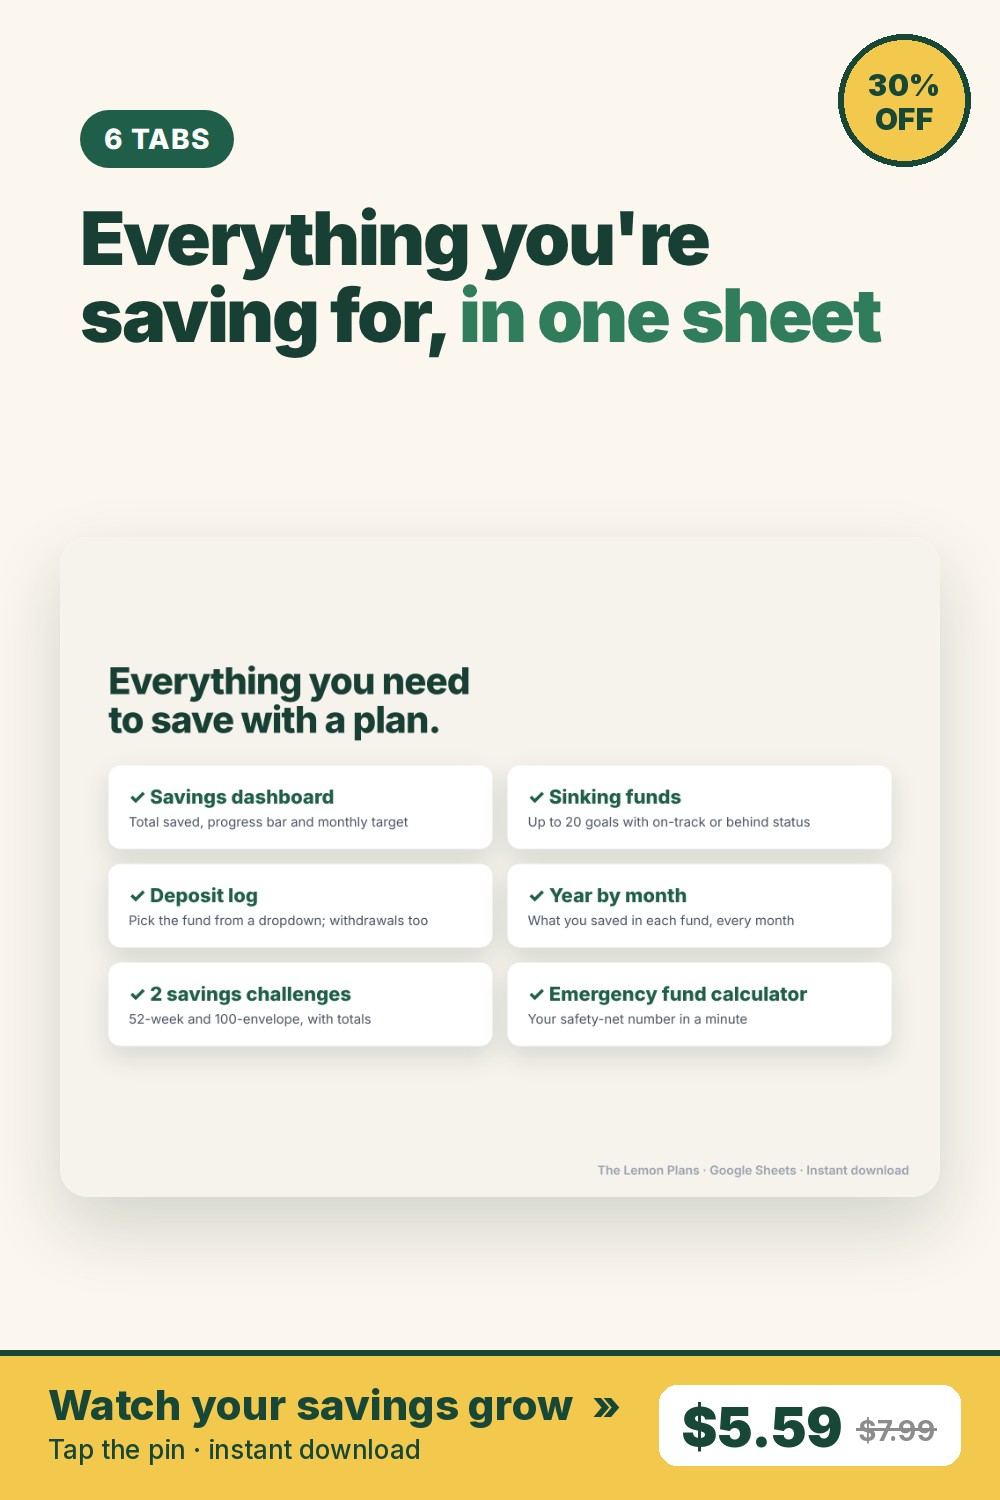 30%
OFF
6 TABS
Everything you're
saving for, in one sheet
Everything you need
to save with a plan.
✓ Savings dashboard
Total saved, progress bar and monthly target
✓ Sinking funds
Up to 20 goals with on-track or behind status
✓ Deposit log
Pick the fund from a dropdown; withdrawals too
✓ Year by month
What you saved in each fund, every month
✓ 2 savings challenges
52-week and 100-envelope, with totals
✓ Emergency fund calculator
Your safety-net number in a minute
The Lemon Plans · Google Sheets · Instant download
Watch your savings grow »
Tap the pin · instant download
$5.59 $7.99